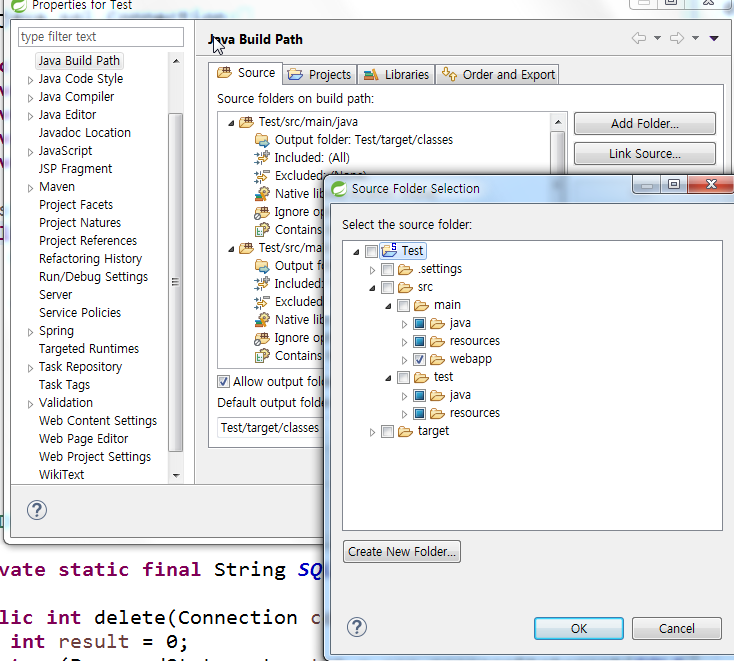 Properties for Test
type filter text
Java Build Path
Java Code Style
Java Compiler
Java Editor
Javadoc Location
JavaScript
JSP Fragment
Maven
Project Facets
Project Natures
Project References
Refactoring History
Run/Debug Settings
Server
Service Policies
Spring
Targeted Runtimes
Task Repository
Task Tags
Validation
Web Content Settings
Web Page Editor
Web Project Settings
WikiText
Java Build Path
Source
Projects
Libraries
Order and Export
Source folders on build path:
Test/src/main/java
Output folder: Test/target/classes
Included: (All)
Excluded: (None)
Native lib
Ignore op
Contains
Test/src/ma
Output f
Included:
Excluded
Native lib
Ignore op
Contains
Allow output fol
Default output folde
Test/target/classes
Add Folder...
Link Source...
Source Folder Selection
Select the source folder:
Test
.settings
src
main
java
resources
webapp
test
java
resources
target
Create New Folder...
OK
Cancel
vate static final String SQ
lic int delete(Connection c
int result = 0;